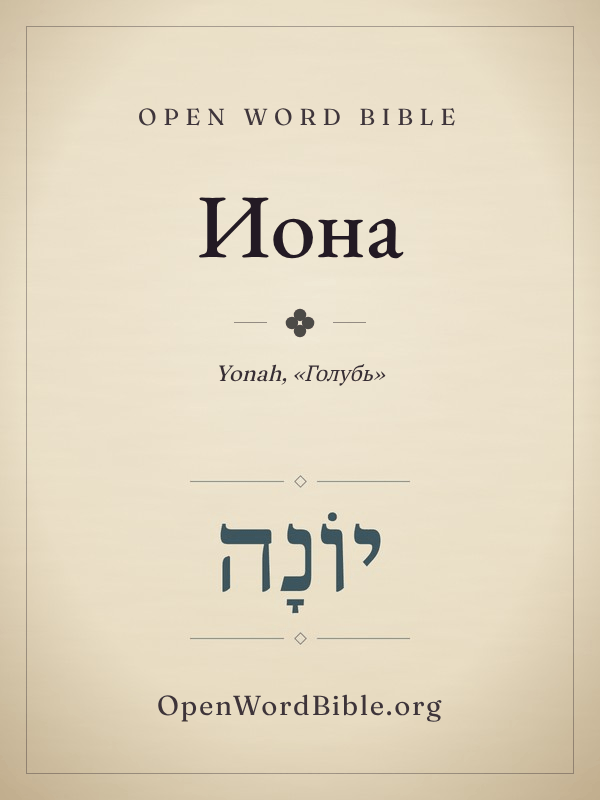 OPEN WORD BIBLE
Иона
Yonah, «Голубь»
יוֹנָה
OpenWordBible.org